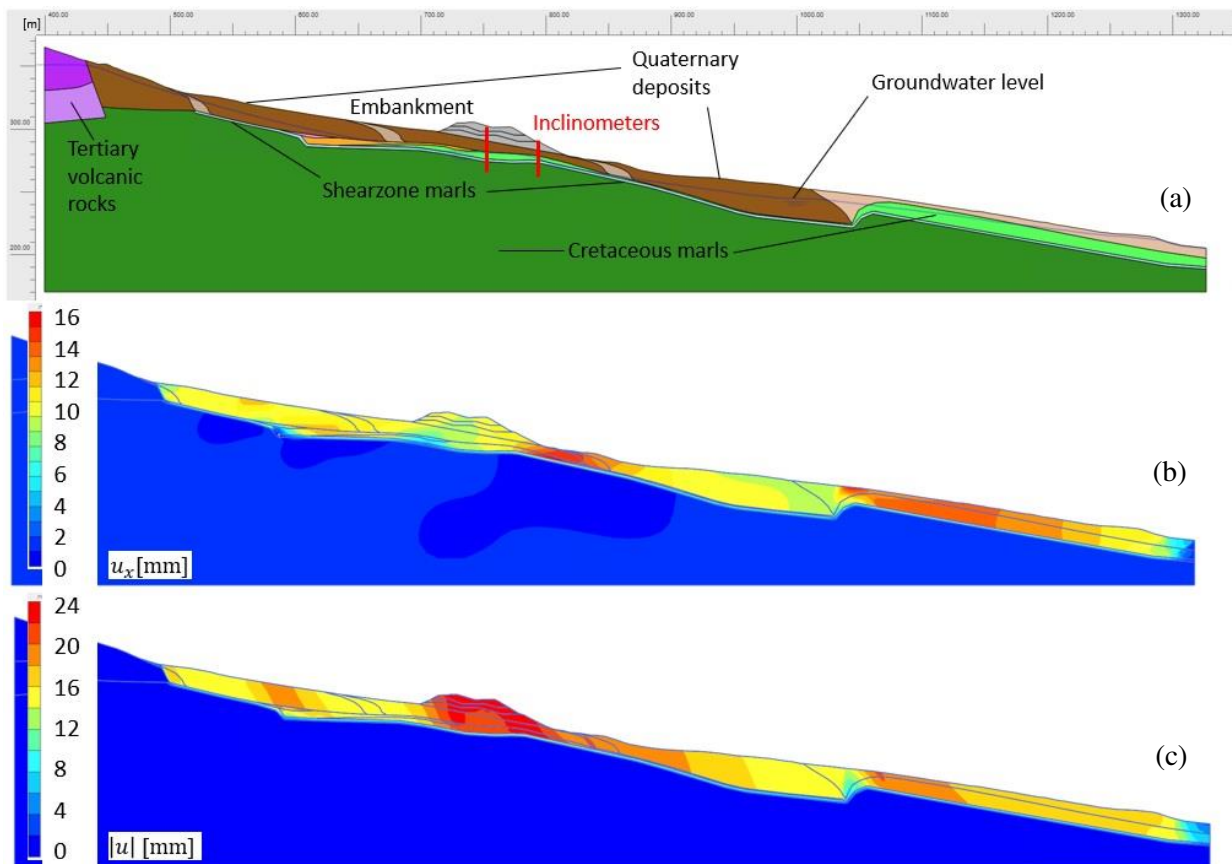 [m]
400.00 500.00 600.00 700.00 800.00 900.00 1000.00 1100.00 1200.00 1300.00
Quaternary
deposits
Groundwater level
Embankment
Inclinometers
300.00
Tertiary
volcanic
rocks
Shearzone marls
(a)
200.00
Cretaceous marls
16
14
12
10
8
6
4
2
0
(b)
u_x[mm]
24
20
16
12
8
4
0
(c)
|u| [mm]